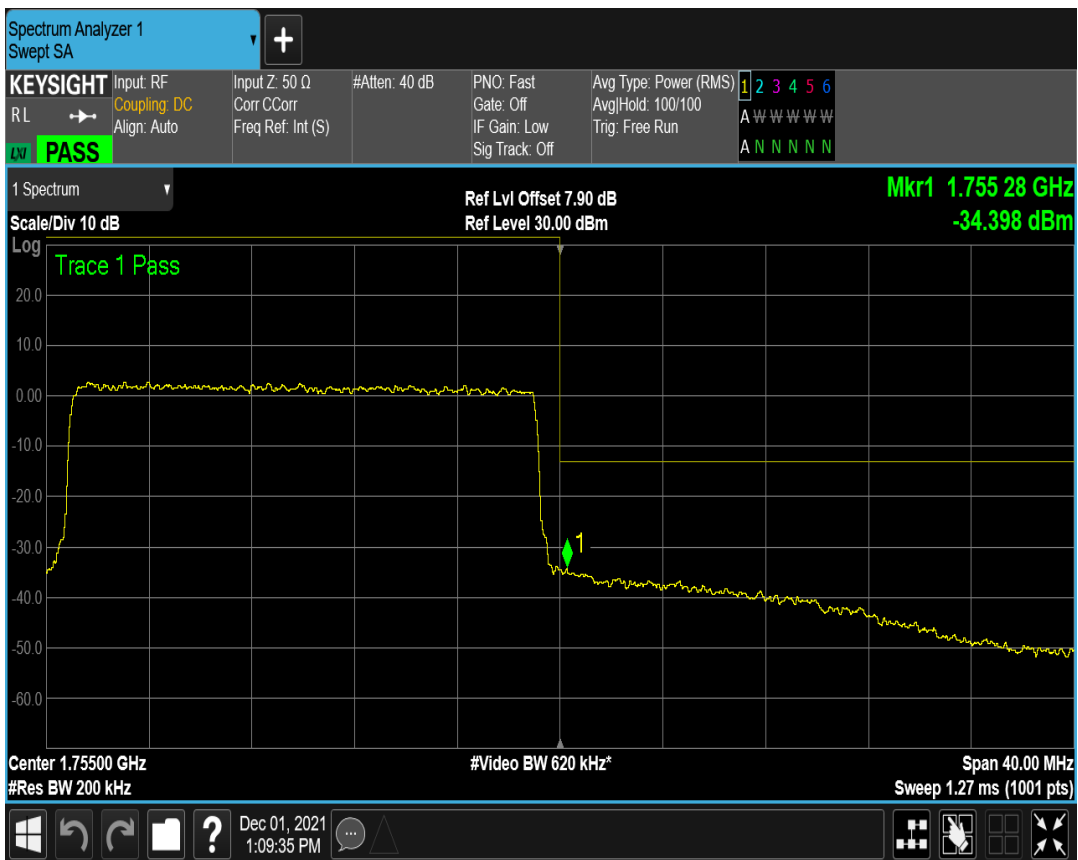 Spectrum Analyzer 1
Swept SA
KEYSIGHT
R L
LXI PASS
Input: RF
Coupling: DC
Align: Auto
Input Z: 50 Ω
Corr CCorr
Freq Ref: Int (S)
#Atten: 40 dB
PNO: Fast
Gate: Off
IF Gain: Low
Sig Track: Off
Avg Type: Power (RMS)
Avg|Hold: 100/100
Trig: Free Run
1 2 3 4 5 6
A W W W W W
A N N N N N
1 Spectrum
Scale/Div 10 dB
Ref Lvl Offset 7.90 dB
Ref Level 30.00 dBm
Mkr1 1.755 28 GHz
-34.398 dBm
Log
Trace 1 Pass
20.0
10.0
0.00
-10.0
-20.0
-30.0
-40.0
-50.0
-60.0
1
Center 1.75500 GHz
#Res BW 200 kHz
#Video BW 620 kHz*
Span 40.00 MHz
Sweep 1.27 ms (1001 pts)
?
Dec 01, 2021
1:09:35 PM